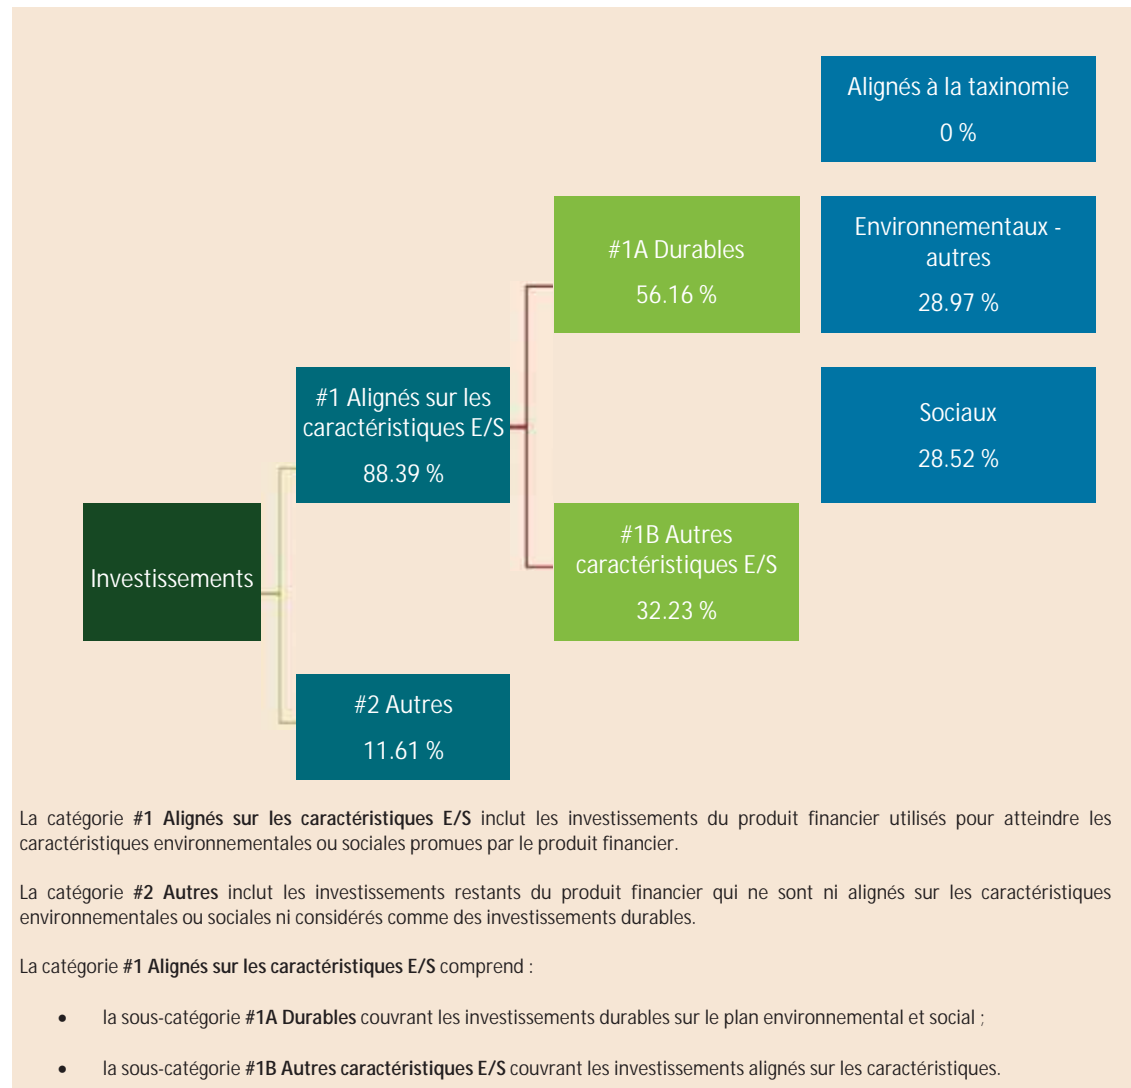 Alignés à la taxinomie
0 %
#1A Durables
56.16 %
Environnementaux -
autres
28.97 %
#1 Alignés sur les
caractéristiques E/S
88.39 %
Sociaux
28.52 %
Investissements
#1B Autres
caractéristiques E/S
32.23 %
#2 Autres
11.61 %
La catégorie #1 Alignés sur les caractéristiques E/S inclut les investissements du produit financier utilisés pour atteindre les
caractéristiques environnementales ou sociales promues par le produit financier.
La catégorie #2 Autres inclut les investissements restants du produit financier qui ne sont ni alignés sur les caractéristiques
environnementales ou sociales ni considérés comme des investissements durables.
La catégorie #1 Alignés sur les caractéristiques E/S comprend :
• la sous-catégorie #1A Durables couvrant les investissements durables sur le plan environnemental et social ;
• la sous-catégorie #1B Autres caractéristiques E/S couvrant les investissements alignés sur les caractéristiques.